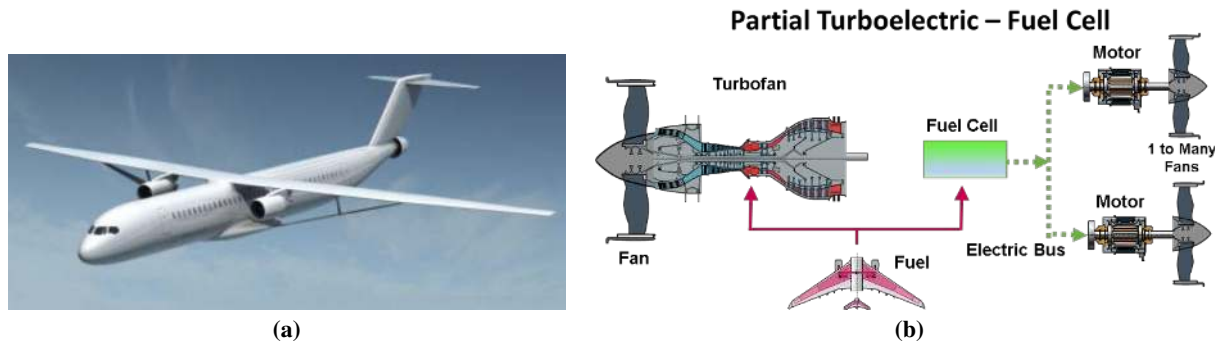 Partial Turboelectric – Fuel Cell
Motor
Turbofan
Fuel Cell
1 to Many
Fans
Motor
Electric Bus
Fan
Fuel
(a)
(b)